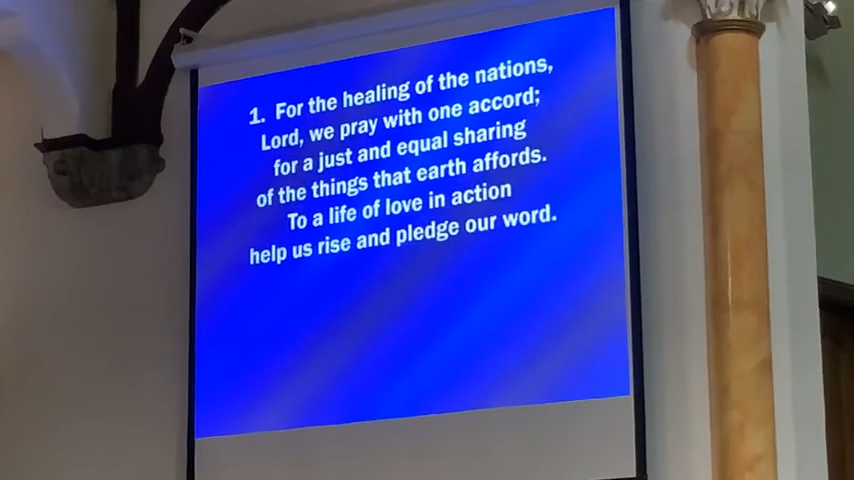 1. For the healing of the nations,
Lord, we pray with one accord;
for a just and equal sharing
of the things that earth affords.
To a life of love in action
help us rise and pledge our word.